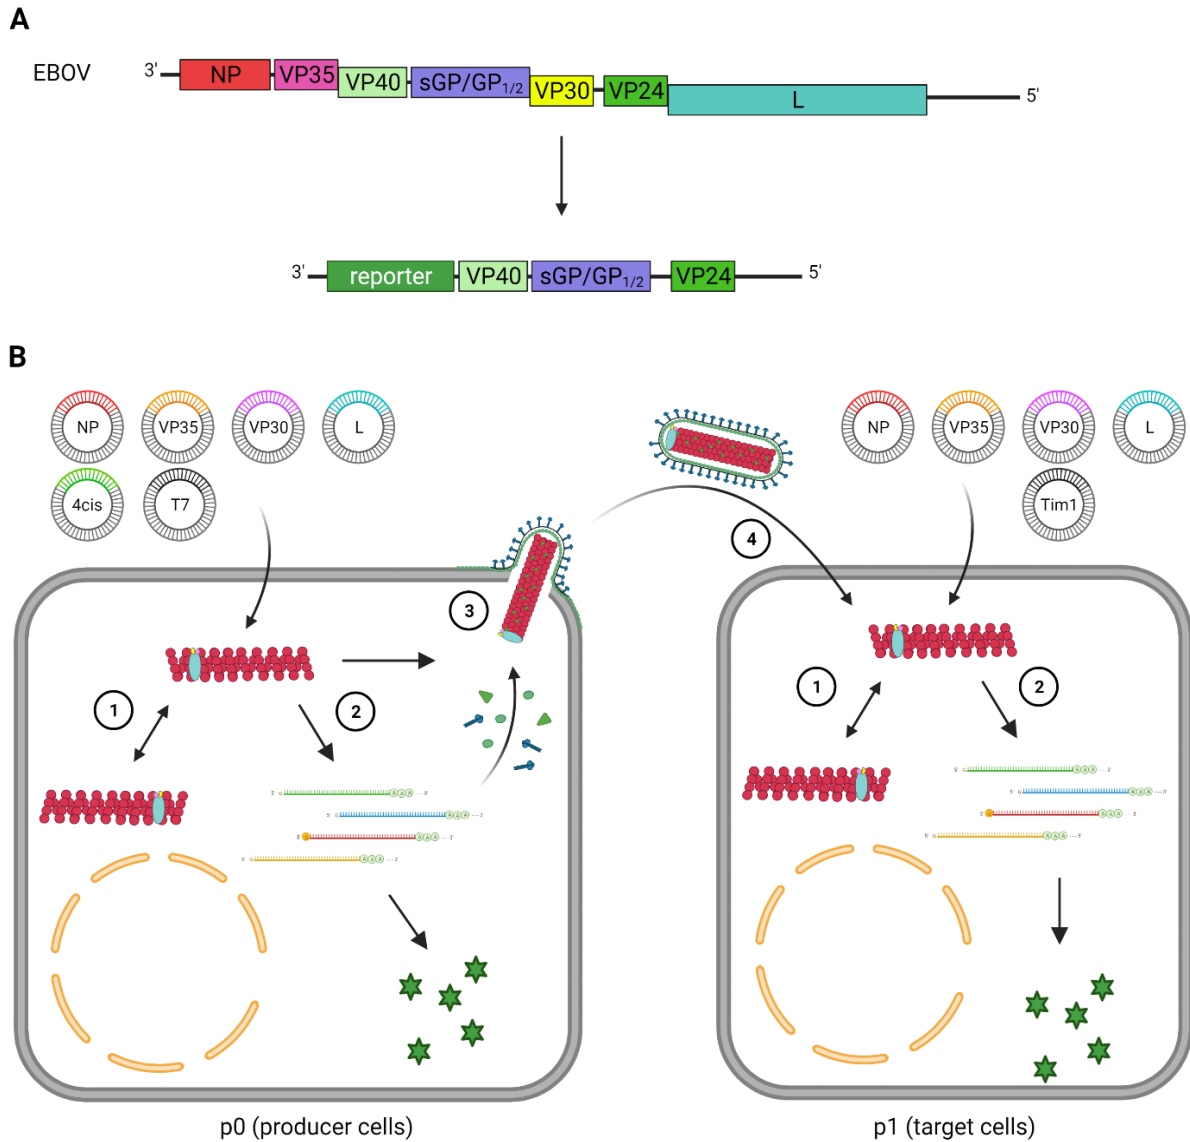 A
EBOV 3' NP VP35 VP40 sGP/GP1/2 VP30 VP24 L 5'
3' reporter VP40 sGP/GP1/2 VP24 5'
B
NP VP35 VP30 L
4cis T7
NP VP35 VP30 L
Tim1
4
3
1
2
1
2
p0 (producer cells)
p1 (target cells)